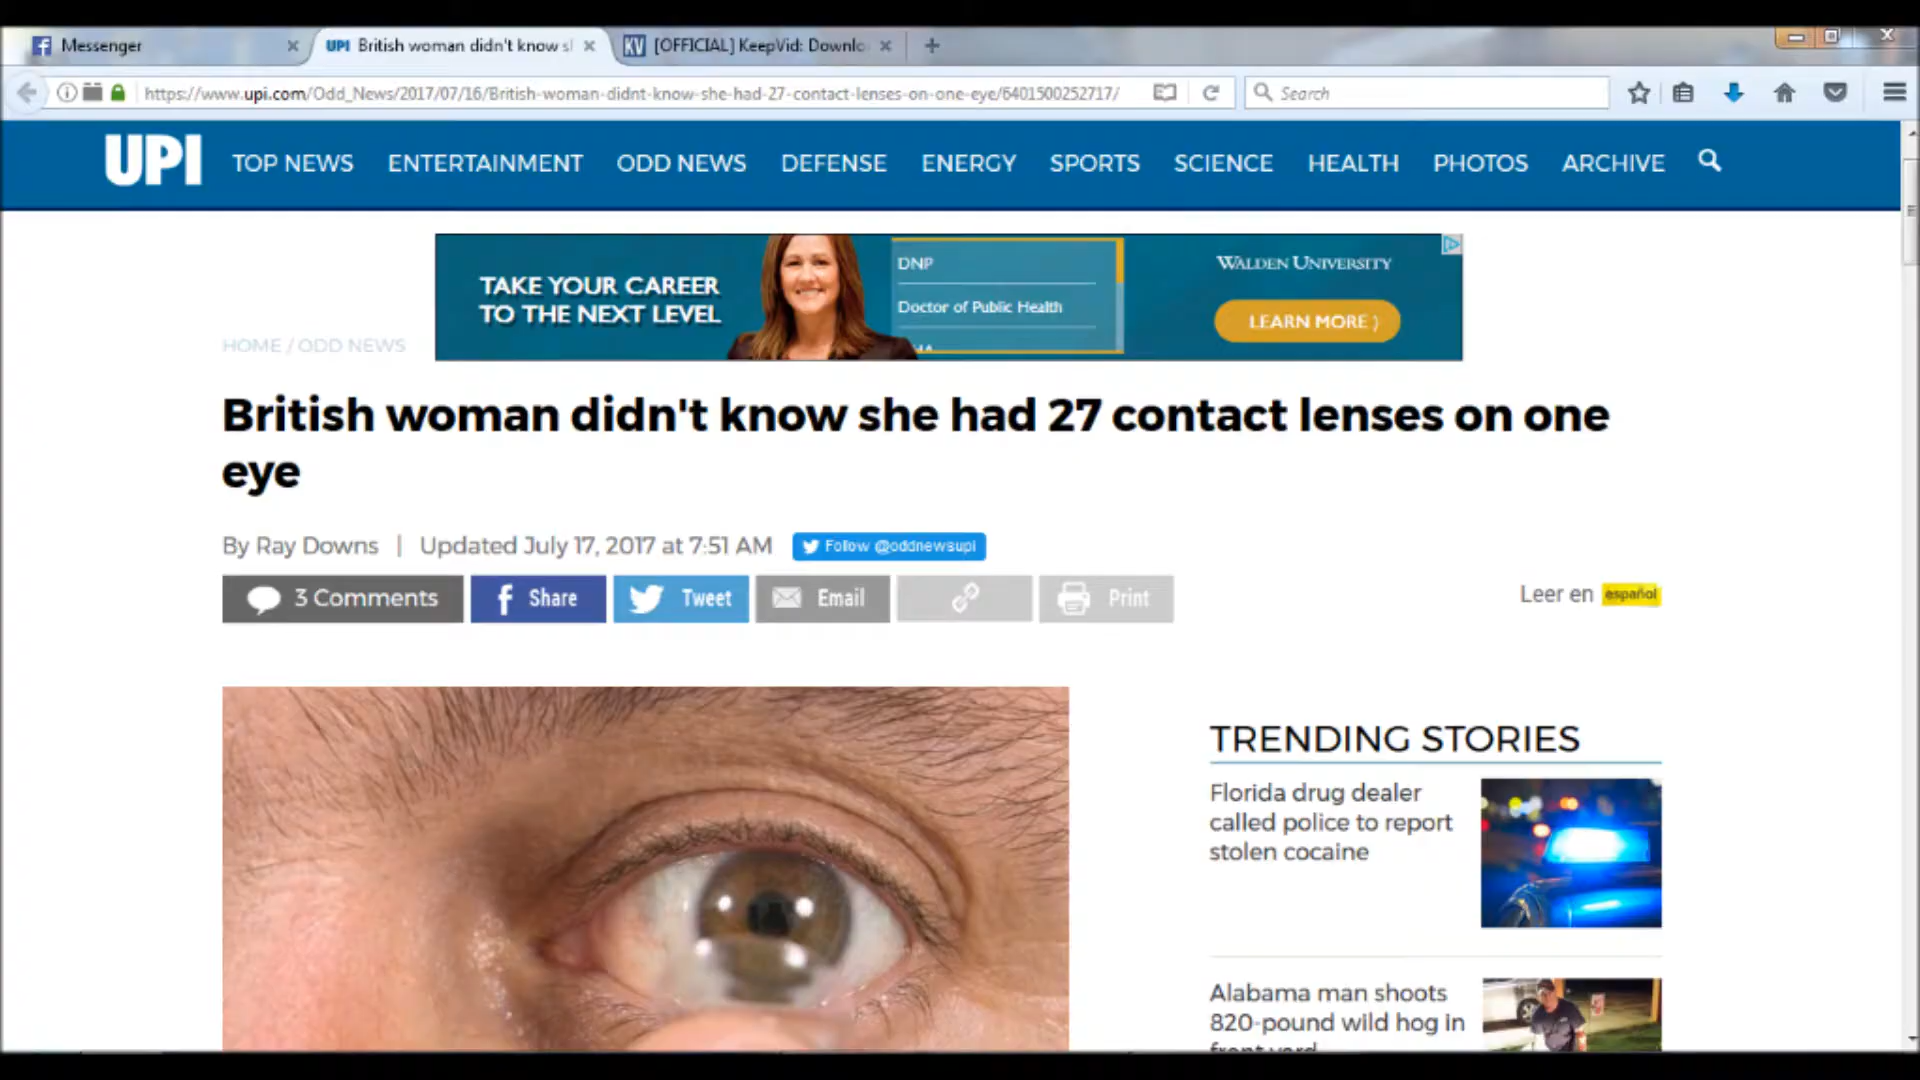 Messenger
UPI British woman didn't know s
KV [OFFICIAL] KeepVid: Downlo
https://www.upi.com/Odd_News/2017/07/16/British-woman-didnt-know-she-had-27-contact-lenses-on-one-eye/6401500252717/
Search
UPI
TOP NEWS
ENTERTAINMENT
ODD NEWS
DEFENSE
ENERGY
SPORTS
SCIENCE
HEALTH
PHOTOS
ARCHIVE
TAKE YOUR CAREER
TO THE NEXT LEVEL
DNP
Doctor of Public Health
WALDEN UNIVERSITY
LEARN MORE )
HOME / ODD NEWS
British woman didn't know she had 27 contact lenses on one
eye
By Ray Downs | Updated July 17, 2017 at 7:51 AM
Follow @oddnewsupi
3 Comments
Share
Tweet
Email
Print
Leer en español
TRENDING STORIES
Florida drug dealer
called police to report
stolen cocaine
Alabama man shoots
820-pound wild hog in
front yard